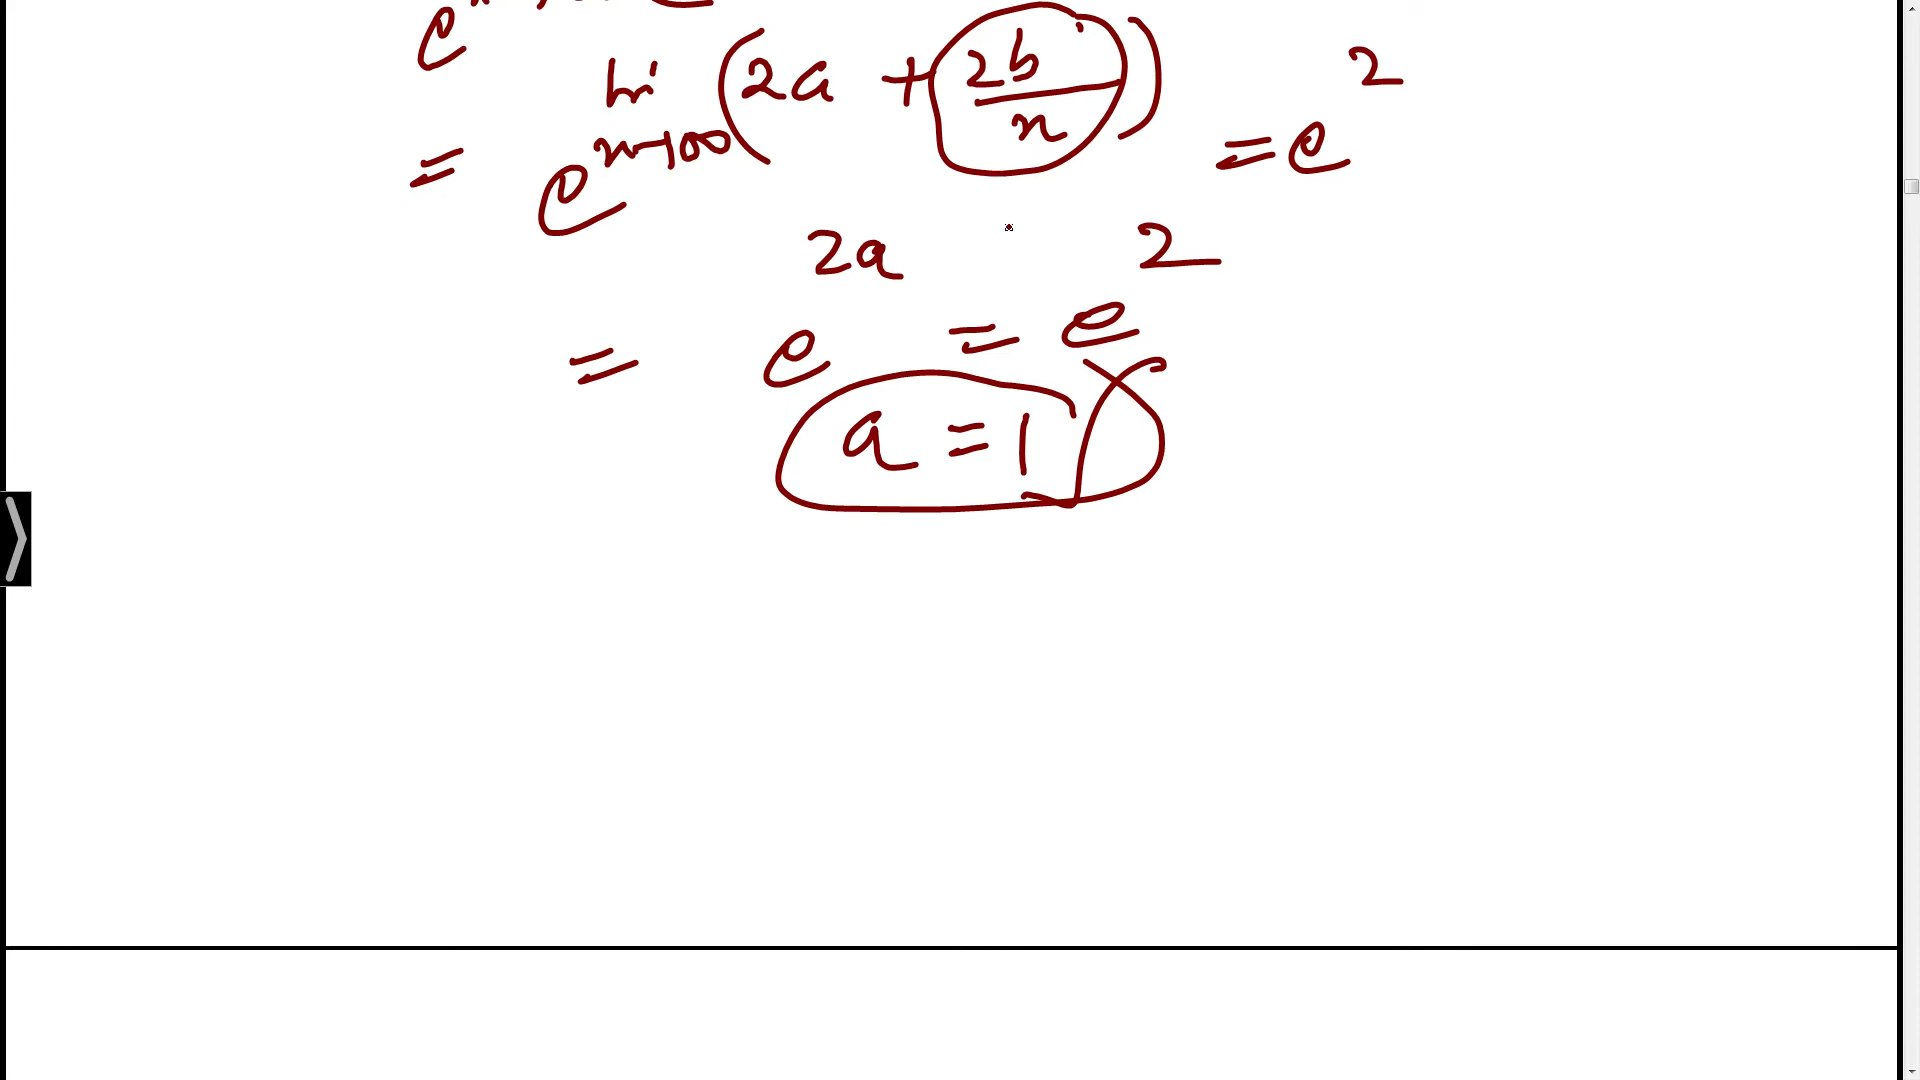 = e^{lim n→∞ (2a + 2b/n)} = e^2
= e^{2a} = e^2
a = 1